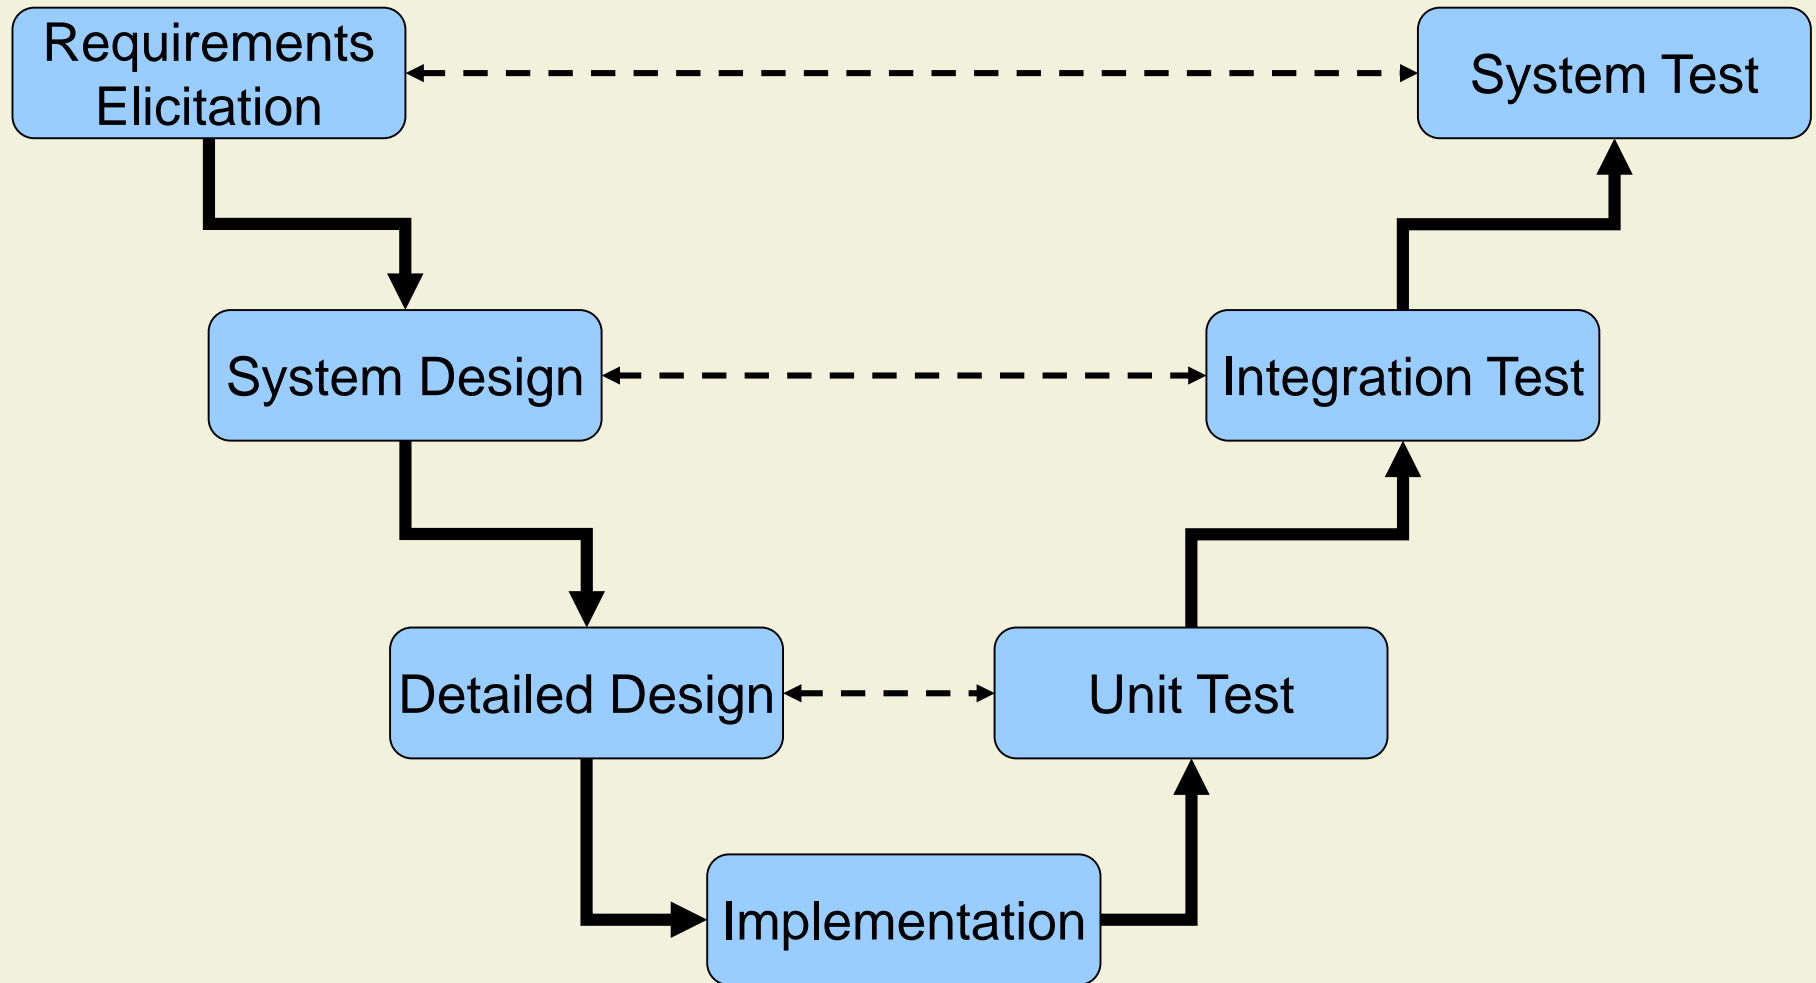 Requirements
Elicitation
System Test
System Design
Integration Test
Detailed Design
Unit Test
Implementation